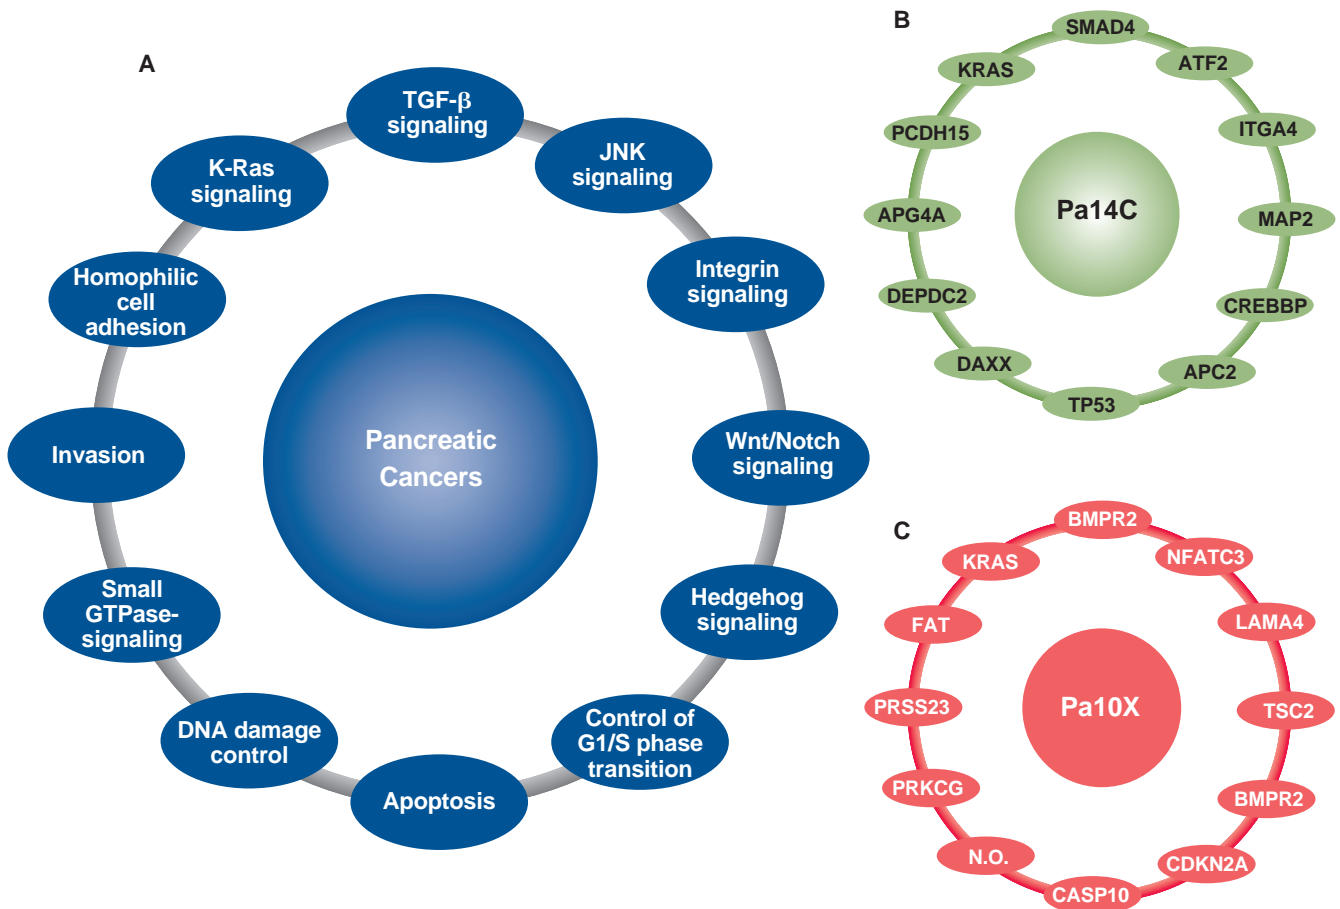 A
TGF-β
signaling
JNK
signaling
Integrin
signaling
Wnt/Notch
signaling
Hedgehog
signaling
Control of
G1/S phase
transition
Apoptosis
DNA damage
control
Small
GTPase-
signaling
Invasion
Homophilic
cell
adhesion
K-Ras
signaling
Pancreatic
Cancers
B
SMAD4
ATF2
ITGA4
MAP2
CREBBP
APC2
TP53
DAXX
DEPDC2
APG4A
PCDH15
KRAS
Pa14C
C
BMPR2
NFATC3
LAMA4
TSC2
BMPR2
CDKN2A
CASP10
N.O.
PRKCG
PRSS23
FAT
KRAS
Pa10X